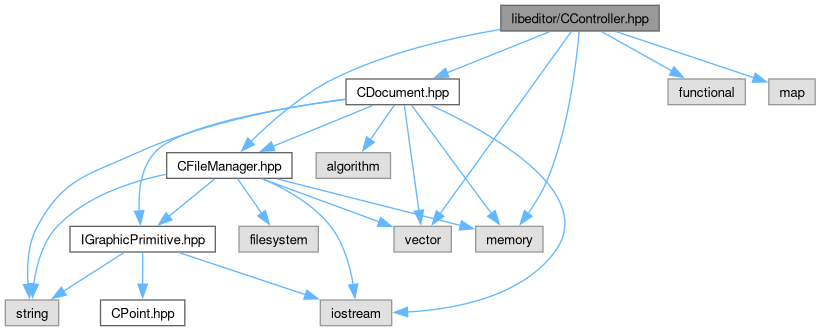 libeditor/CController.hpp
CDocument.hpp
functional
map
CFileManager.hpp
algorithm
IGraphicPrimitive.hpp
filesystem
vector
memory
string
CPoint.hpp
iostream